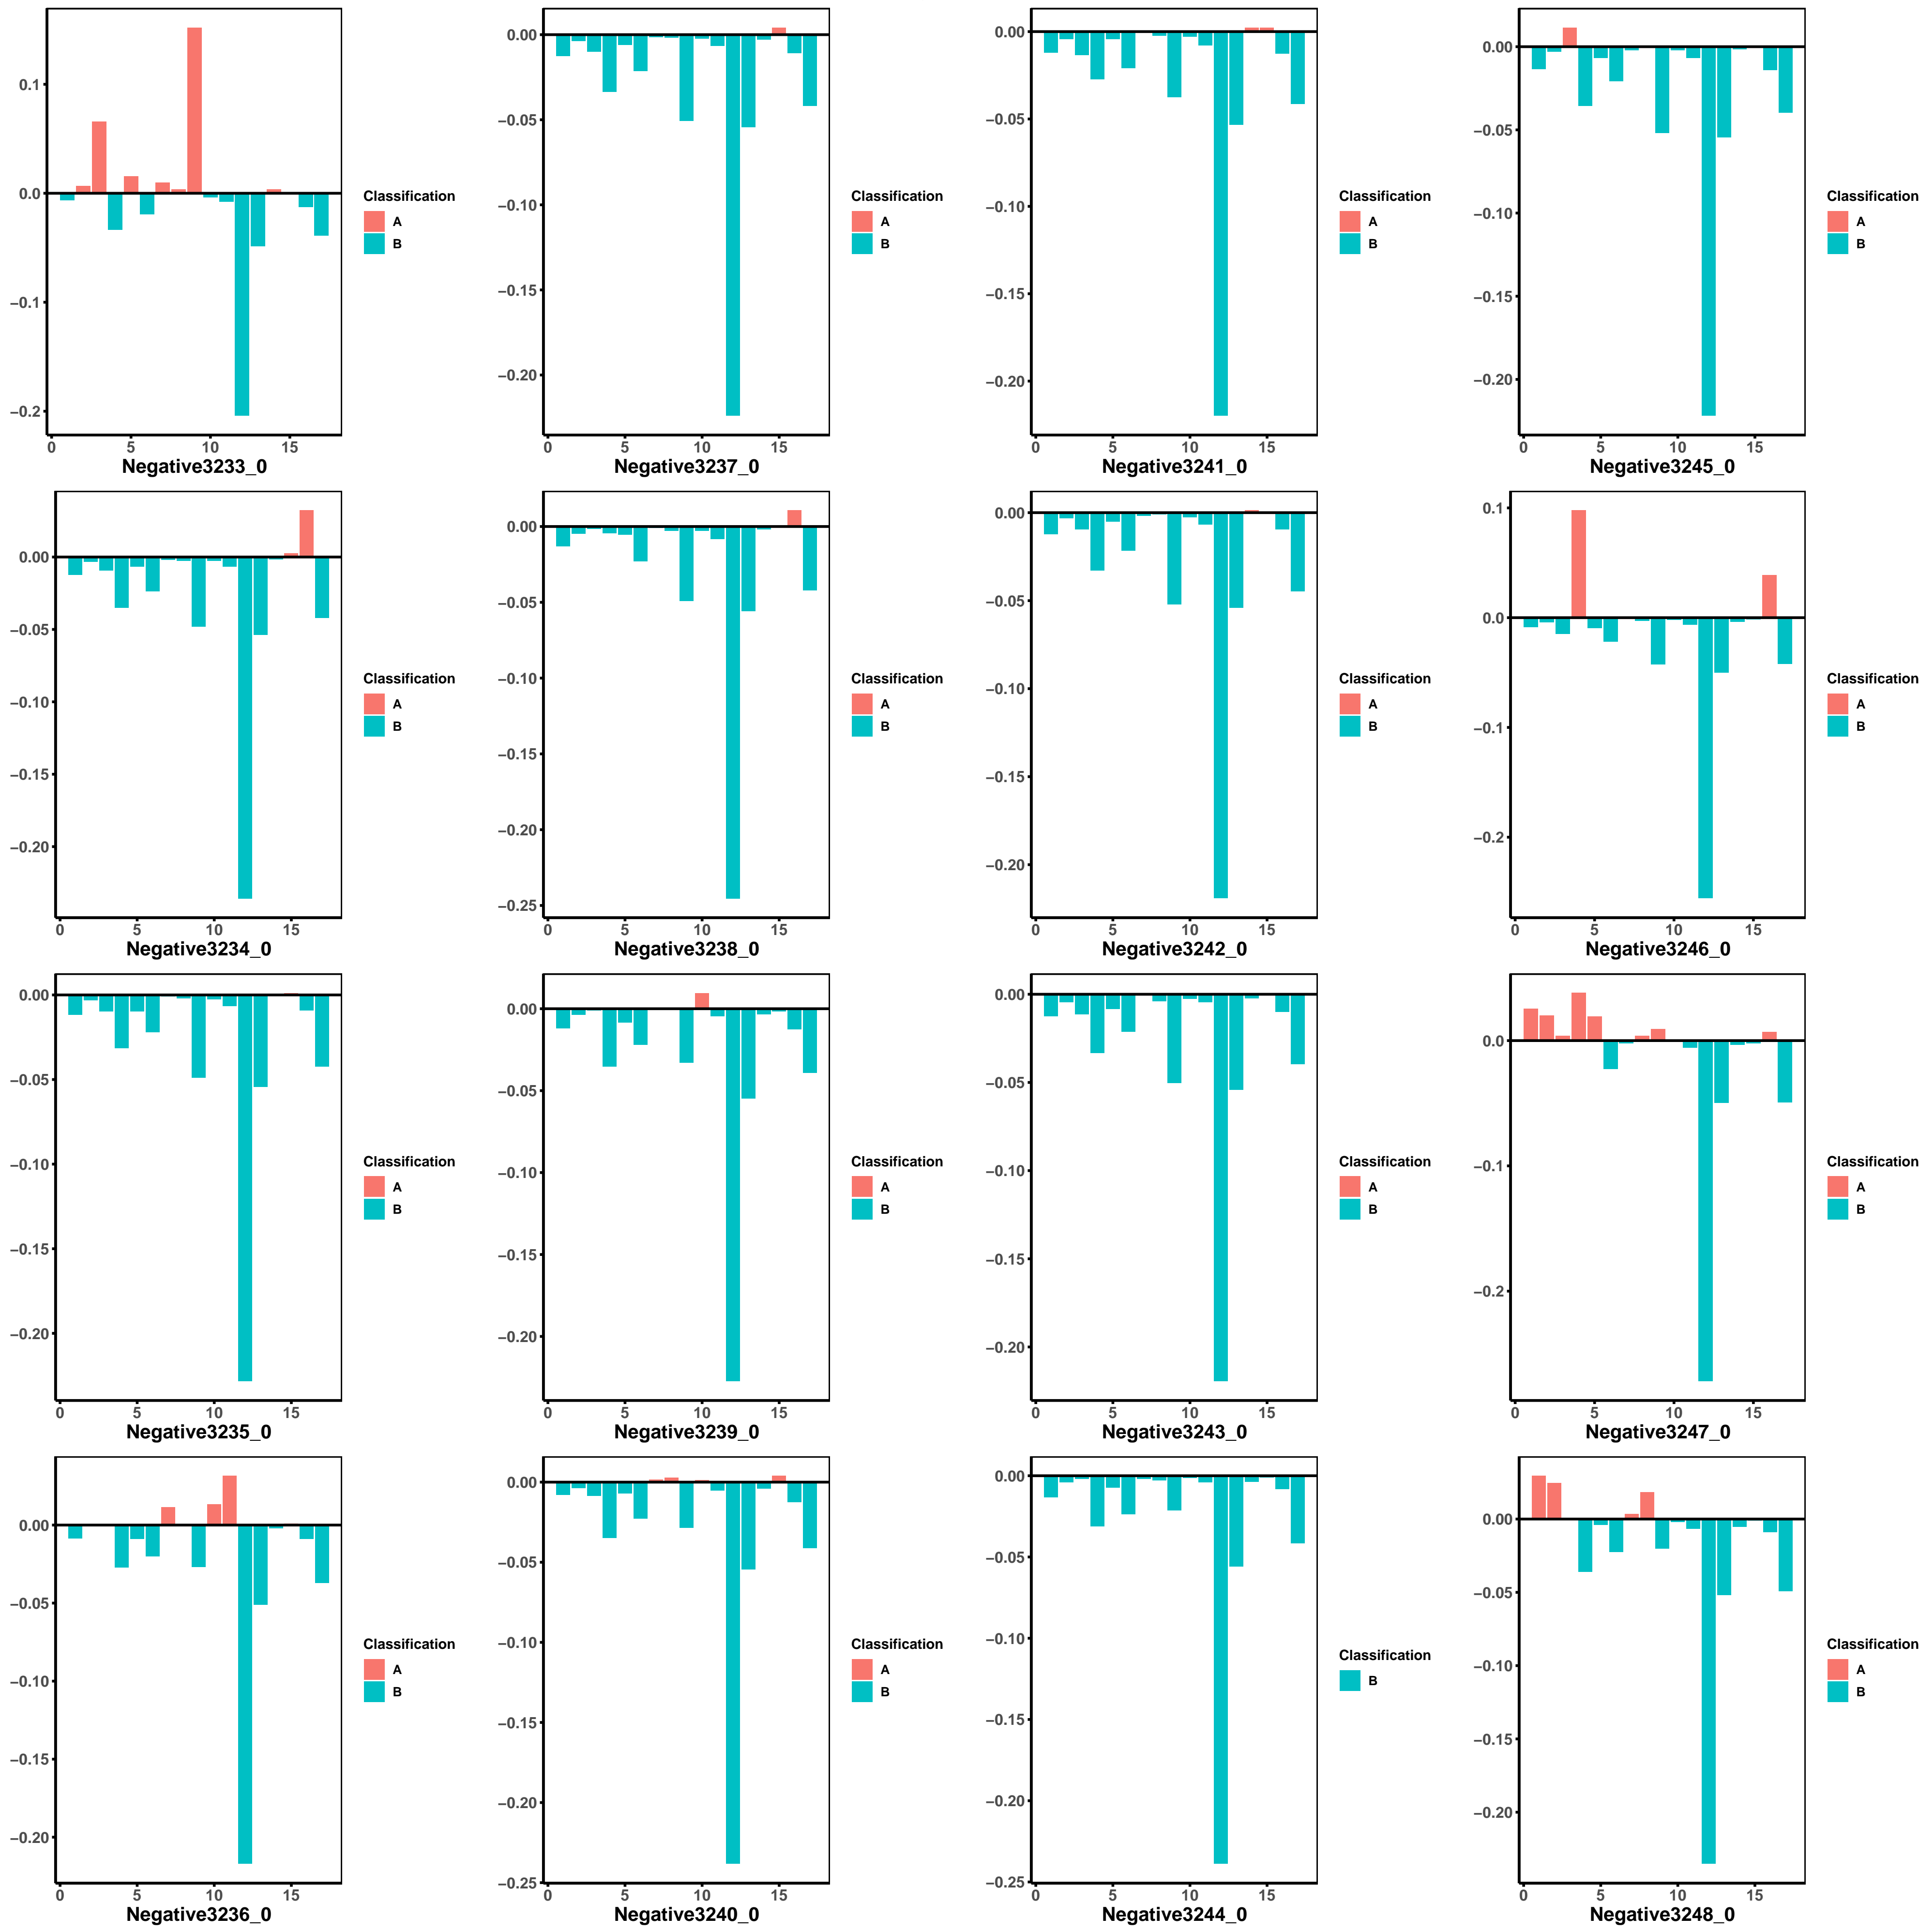 0.1
0.0
−0.1
−0.2
0 5 10 15
Negative3233_0
Classification
A
B
0.00
−0.05
−0.10
−0.15
−0.20
0 5 10 15
Negative3237_0
Classification
A
B
0.00
−0.05
−0.10
−0.15
−0.20
0 5 10 15
Negative3241_0
Classification
A
B
0.00
−0.05
−0.10
−0.15
−0.20
0 5 10 15
Negative3245_0
Classification
A
B
0.00
−0.05
−0.10
−0.15
−0.20
0 5 10 15
Negative3234_0
Classification
A
B
0.00
−0.05
−0.10
−0.15
−0.20
−0.25
0 5 10 15
Negative3238_0
Classification
A
B
0.00
−0.05
−0.10
−0.15
−0.20
0 5 10 15
Negative3242_0
Classification
A
B
0.1
0.0
−0.1
−0.2
0 5 10 15
Negative3246_0
Classification
A
B
0.00
−0.05
−0.10
−0.15
−0.20
0 5 10 15
Negative3235_0
Classification
A
B
0.00
−0.05
−0.10
−0.15
−0.20
0 5 10 15
Negative3239_0
Classification
A
B
0.00
−0.05
−0.10
−0.15
−0.20
0 5 10 15
Negative3243_0
Classification
A
B
0.0
−0.1
−0.2
0 5 10 15
Negative3247_0
Classification
A
B
0.00
−0.05
−0.10
−0.15
−0.20
0 5 10 15
Negative3236_0
Classification
A
B
0.00
−0.05
−0.10
−0.15
−0.20
−0.25
0 5 10 15
Negative3240_0
Classification
A
B
0.00
−0.05
−0.10
−0.15
−0.20
−0.25
0 5 10 15
Negative3244_0
Classification
B
0.00
−0.05
−0.10
−0.15
−0.20
0 5 10 15
Negative3248_0
Classification
A
B